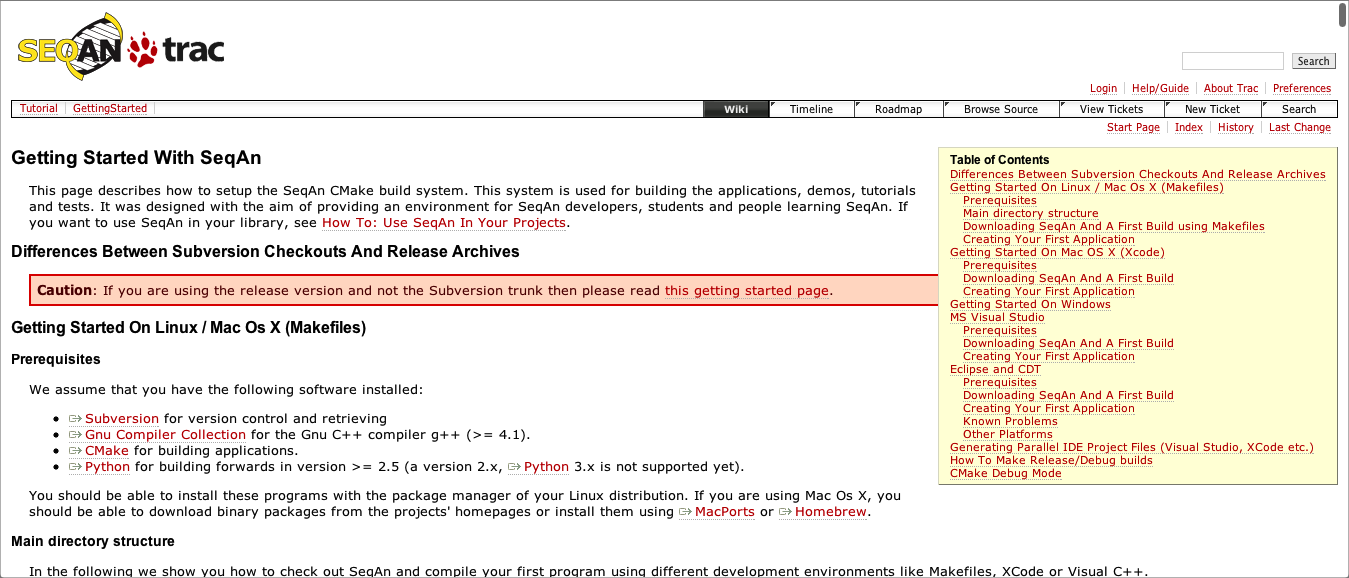 SEQAN trac
Search
Login Help/Guide About Trac Preferences
Tutorial GettingStarted Wiki Timeline Roadmap Browse Source View Tickets New Ticket Search
Start Page Index History Last Change
Getting Started With SeqAn
This page describes how to setup the SeqAn CMake build system. This system is used for building the applications, demos, tutorials
and tests. It was designed with the aim of providing an environment for SeqAn developers, students and people learning SeqAn. If
you want to use SeqAn in your library, see How To: Use SeqAn In Your Projects.
Differences Between Subversion Checkouts And Release Archives
Caution: If you are using the release version and not the Subversion trunk then please read this getting started page.
Getting Started On Linux / Mac Os X (Makefiles)
Prerequisites
We assume that you have the following software installed:
• Subversion for version control and retrieving
• Gnu Compiler Collection for the Gnu C++ compiler g++ (>= 4.1).
• CMake for building applications.
• Python for building forwards in version >= 2.5 (a version 2.x, Python 3.x is not supported yet).
You should be able to install these programs with the package manager of your Linux distribution. If you are using Mac Os X, you
should be able to download binary packages from the projects' homepages or install them using MacPorts or Homebrew.
Main directory structure
In the following we show you how to check out SeqAn and compile your first program using different development environments like Makefiles, XCode or Visual C++.
Table of Contents
Differences Between Subversion Checkouts And Release Archives
Getting Started On Linux / Mac Os X (Makefiles)
Prerequisites
Main directory structure
Downloading SeqAn And A First Build using Makefiles
Creating Your First Application
Getting Started On Mac OS X (Xcode)
Prerequisites
Downloading SeqAn And A First Build
Creating Your First Application
Getting Started On Windows
MS Visual Studio
Prerequisites
Downloading SeqAn And A First Build
Creating Your First Application
Eclipse and CDT
Prerequisites
Downloading SeqAn And A First Build
Creating Your First Application
Known Problems
Other Platforms
Generating Parallel IDE Project Files (Visual Studio, XCode etc.)
How To Make Release/Debug builds
CMake Debug Mode